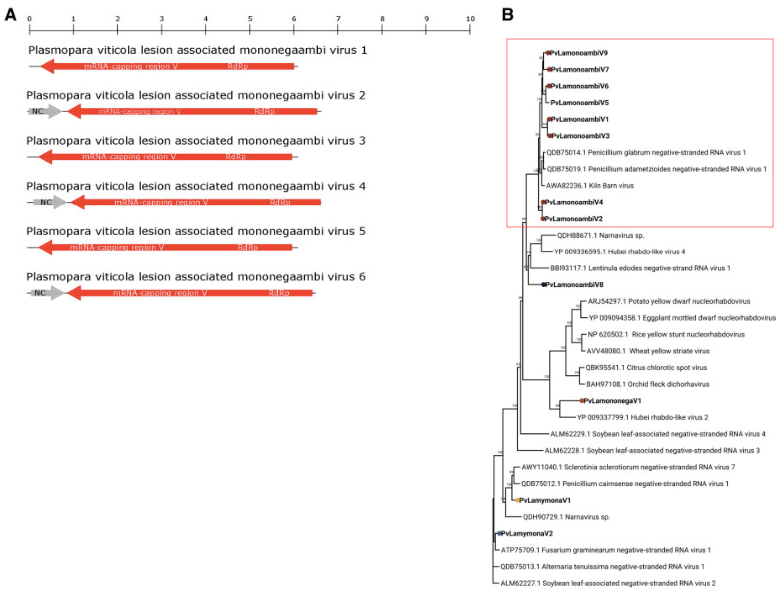 A
0 1 2 3 4 5 6 7 8 9 10
Plasmopara viticola lesion associated mononegaambi virus 1
mRNA-capping region V RdRp
Plasmopara viticola lesion associated mononegaambi virus 2
NC mRNA-capping region V RdRp
Plasmopara viticola lesion associated mononegaambi virus 3
mRNA-capping region V RdRp
Plasmopara viticola lesion associated mononegaambi virus 4
NC mRNA-capping region V RdRp
Plasmopara viticola lesion associated mononegaambi virus 5
mRNA-capping region V RdRp
Plasmopara viticola lesion associated mononegaambi virus 6
NC mRNA-capping region V RdRp
B
PvLamonoambiV9
PvLamonoambiV7
PvLamonoambiV6
PvLamonoambiV5
PvLamonoambiV1
PvLamonoambiV3
QDB75014.1 Penicillium glabrum negative-stranded RNA virus 1
QDB75019.1 Penicillium adametzioides negative-stranded RNA virus 1
AWA82236.1 Kiln Barn virus
PvLamonoambiV4
PvLamonoambiV2
QDH88671.1 Narnavirus sp.
YP 009336595.1 Hubei rhabdo-like virus 4
BBI93117.1 Lentinula edodes negative-strand RNA virus 1
PvLamonoambiV8
ARJ54297.1 Potato yellow dwarf nucleorhabdovirus
YP 009094358.1 Eggplant mottled dwarf nucleorhabdovirus
NP 620502.1 Rice yellow stunt nucleorhabdovirus
AVV48080.1 Wheat yellow striate virus
QBK95541.1 Citrus chlorotic spot virus
BAH97108.1 Orchid fleck dichorhavirus
PvLamononegaV1
YP 009337799.1 Hubei rhabdo-like virus 2
ALM62229.1 Soybean leaf-associated negative-stranded RNA virus 4
ALM62228.1 Soybean leaf-associated negative-stranded RNA virus 3
AWY11040.1 Sclerotinia sclerotiorum negative-stranded RNA virus 7
QDB75012.1 Penicillium cairnsense negative-stranded RNA virus 1
PvLamymonaV1
QDH90729.1 Narnavirus sp.
PvLamymonaV2
ATP75709.1 Fusarium graminearum negative-stranded RNA virus 1
QDB75013.1 Alternaria tenuissima negative-stranded RNA virus 1
ALM62227.1 Soybean leaf-associated negative-stranded RNA virus 2